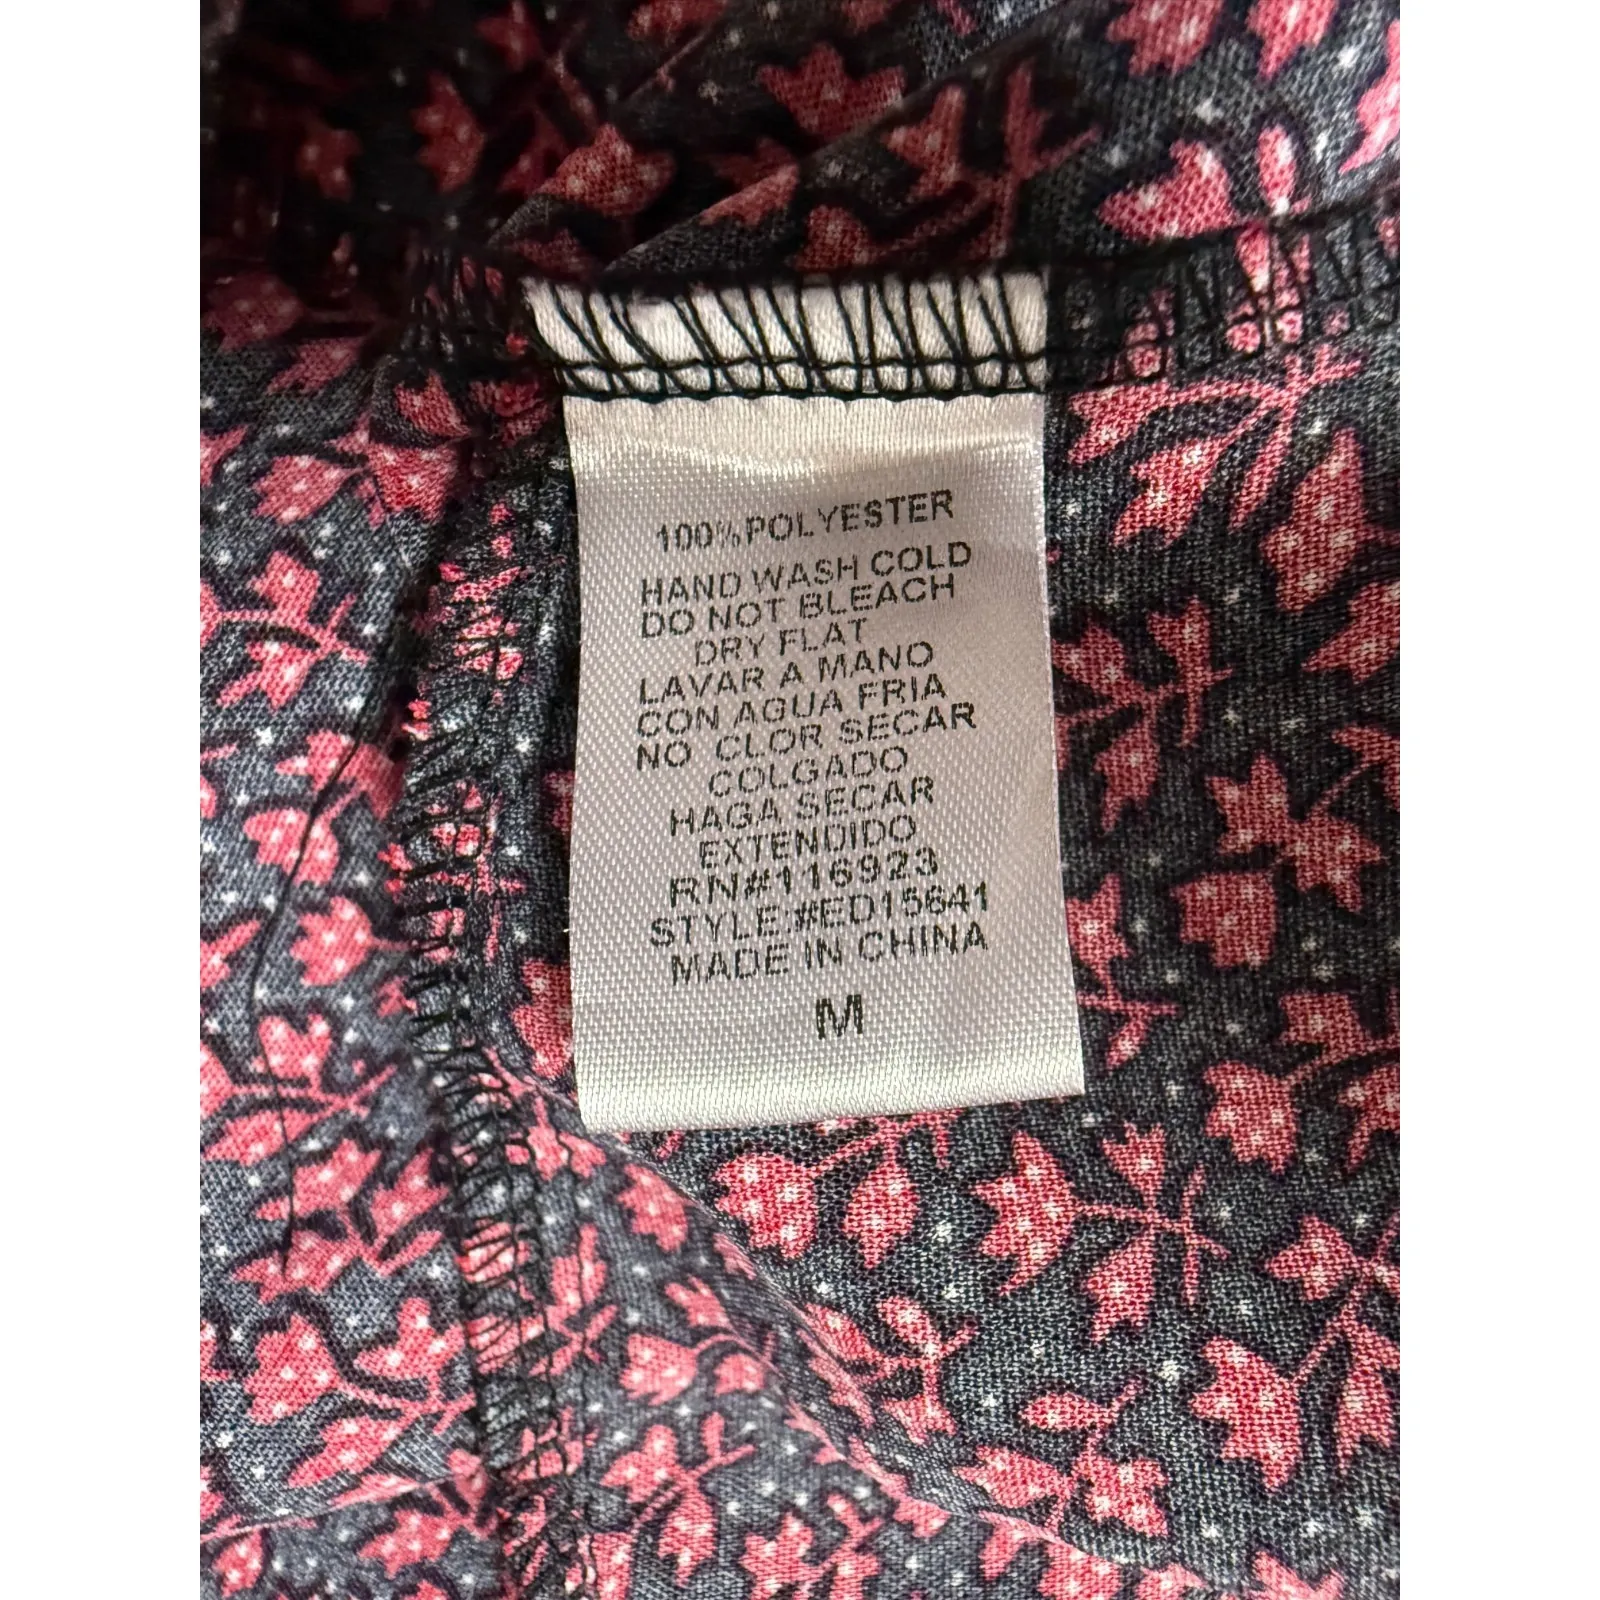 100% POLYESTER
HAND WASH COLD
DO NOT BLEACH
DRY FLAT
LAVAR A MANO
CON AGUA FRIA
NO CLOR SECAR
COLGADO
HAGA SECAR
EXTENDIDO
RN#116923
STYLE:#ED15641
MADE IN CHINA
M